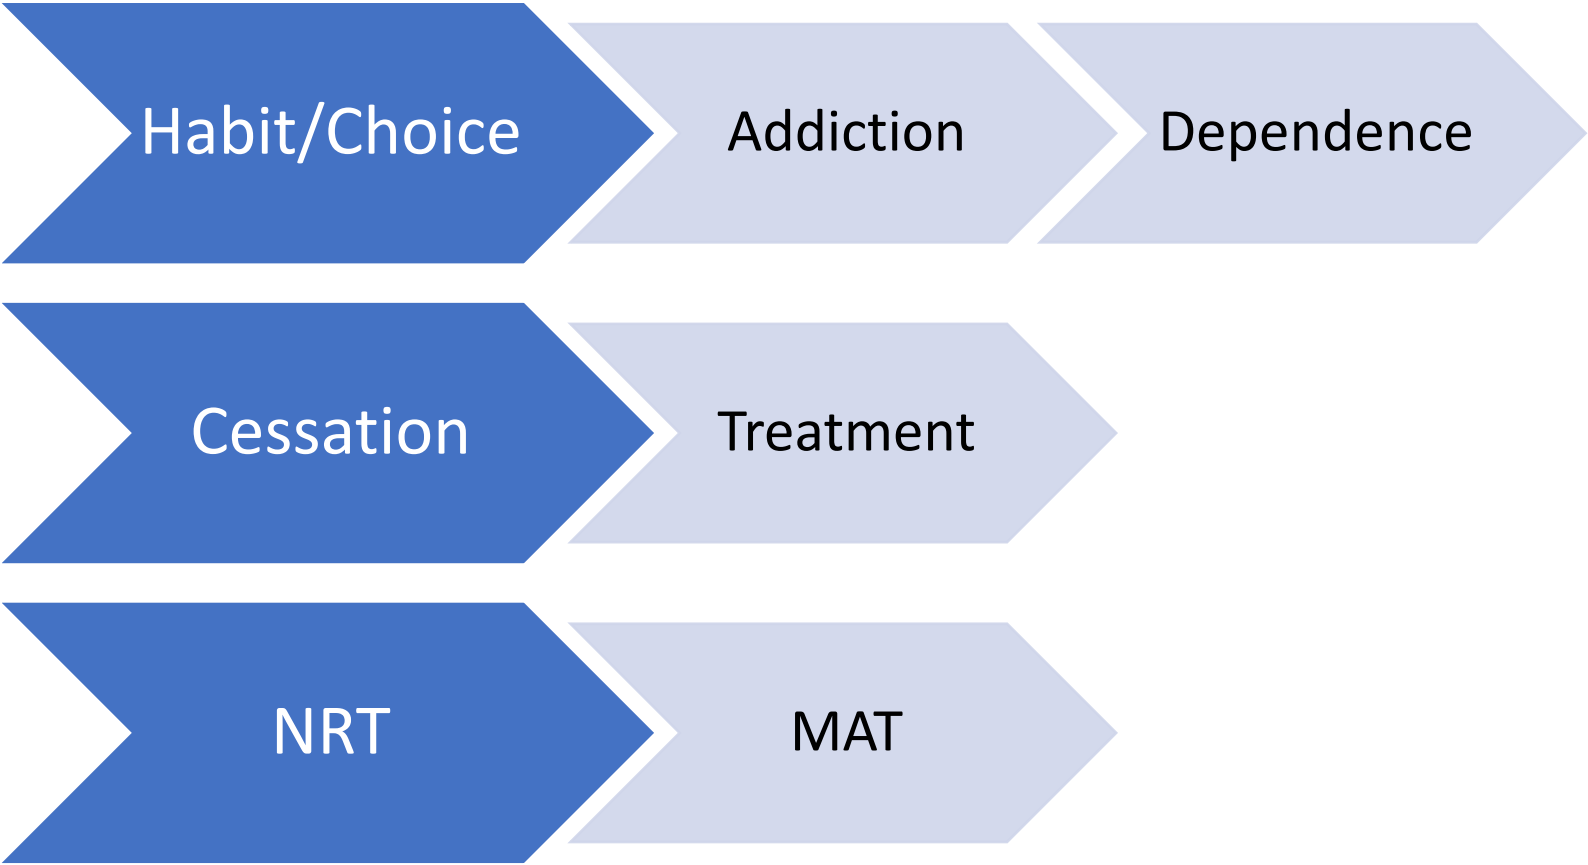 Habit/Choice
Addiction
Dependence
Cessation
Treatment
NRT
MAT